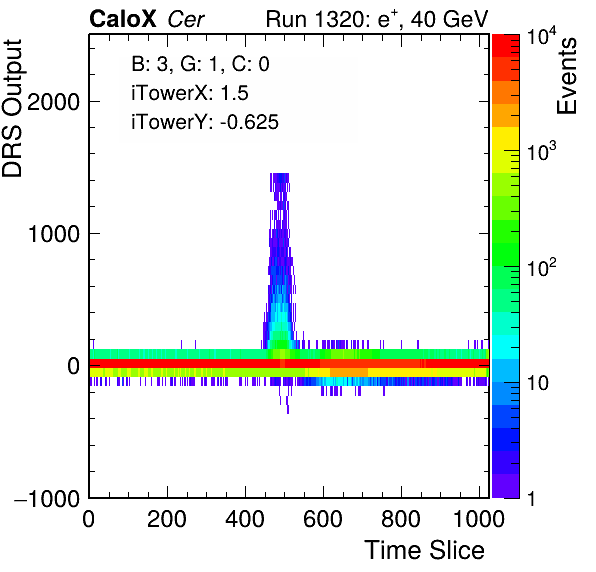 CaloX Cer
Run 1320: e⁺, 40 GeV
B: 3, G: 1, C: 0
iTowerX: 1.5
iTowerY: -0.625
DRS Output
2000
1000
0
−1000
0 200 400 600 800 1000
Time Slice
Events
10⁴
10³
10²
10
1